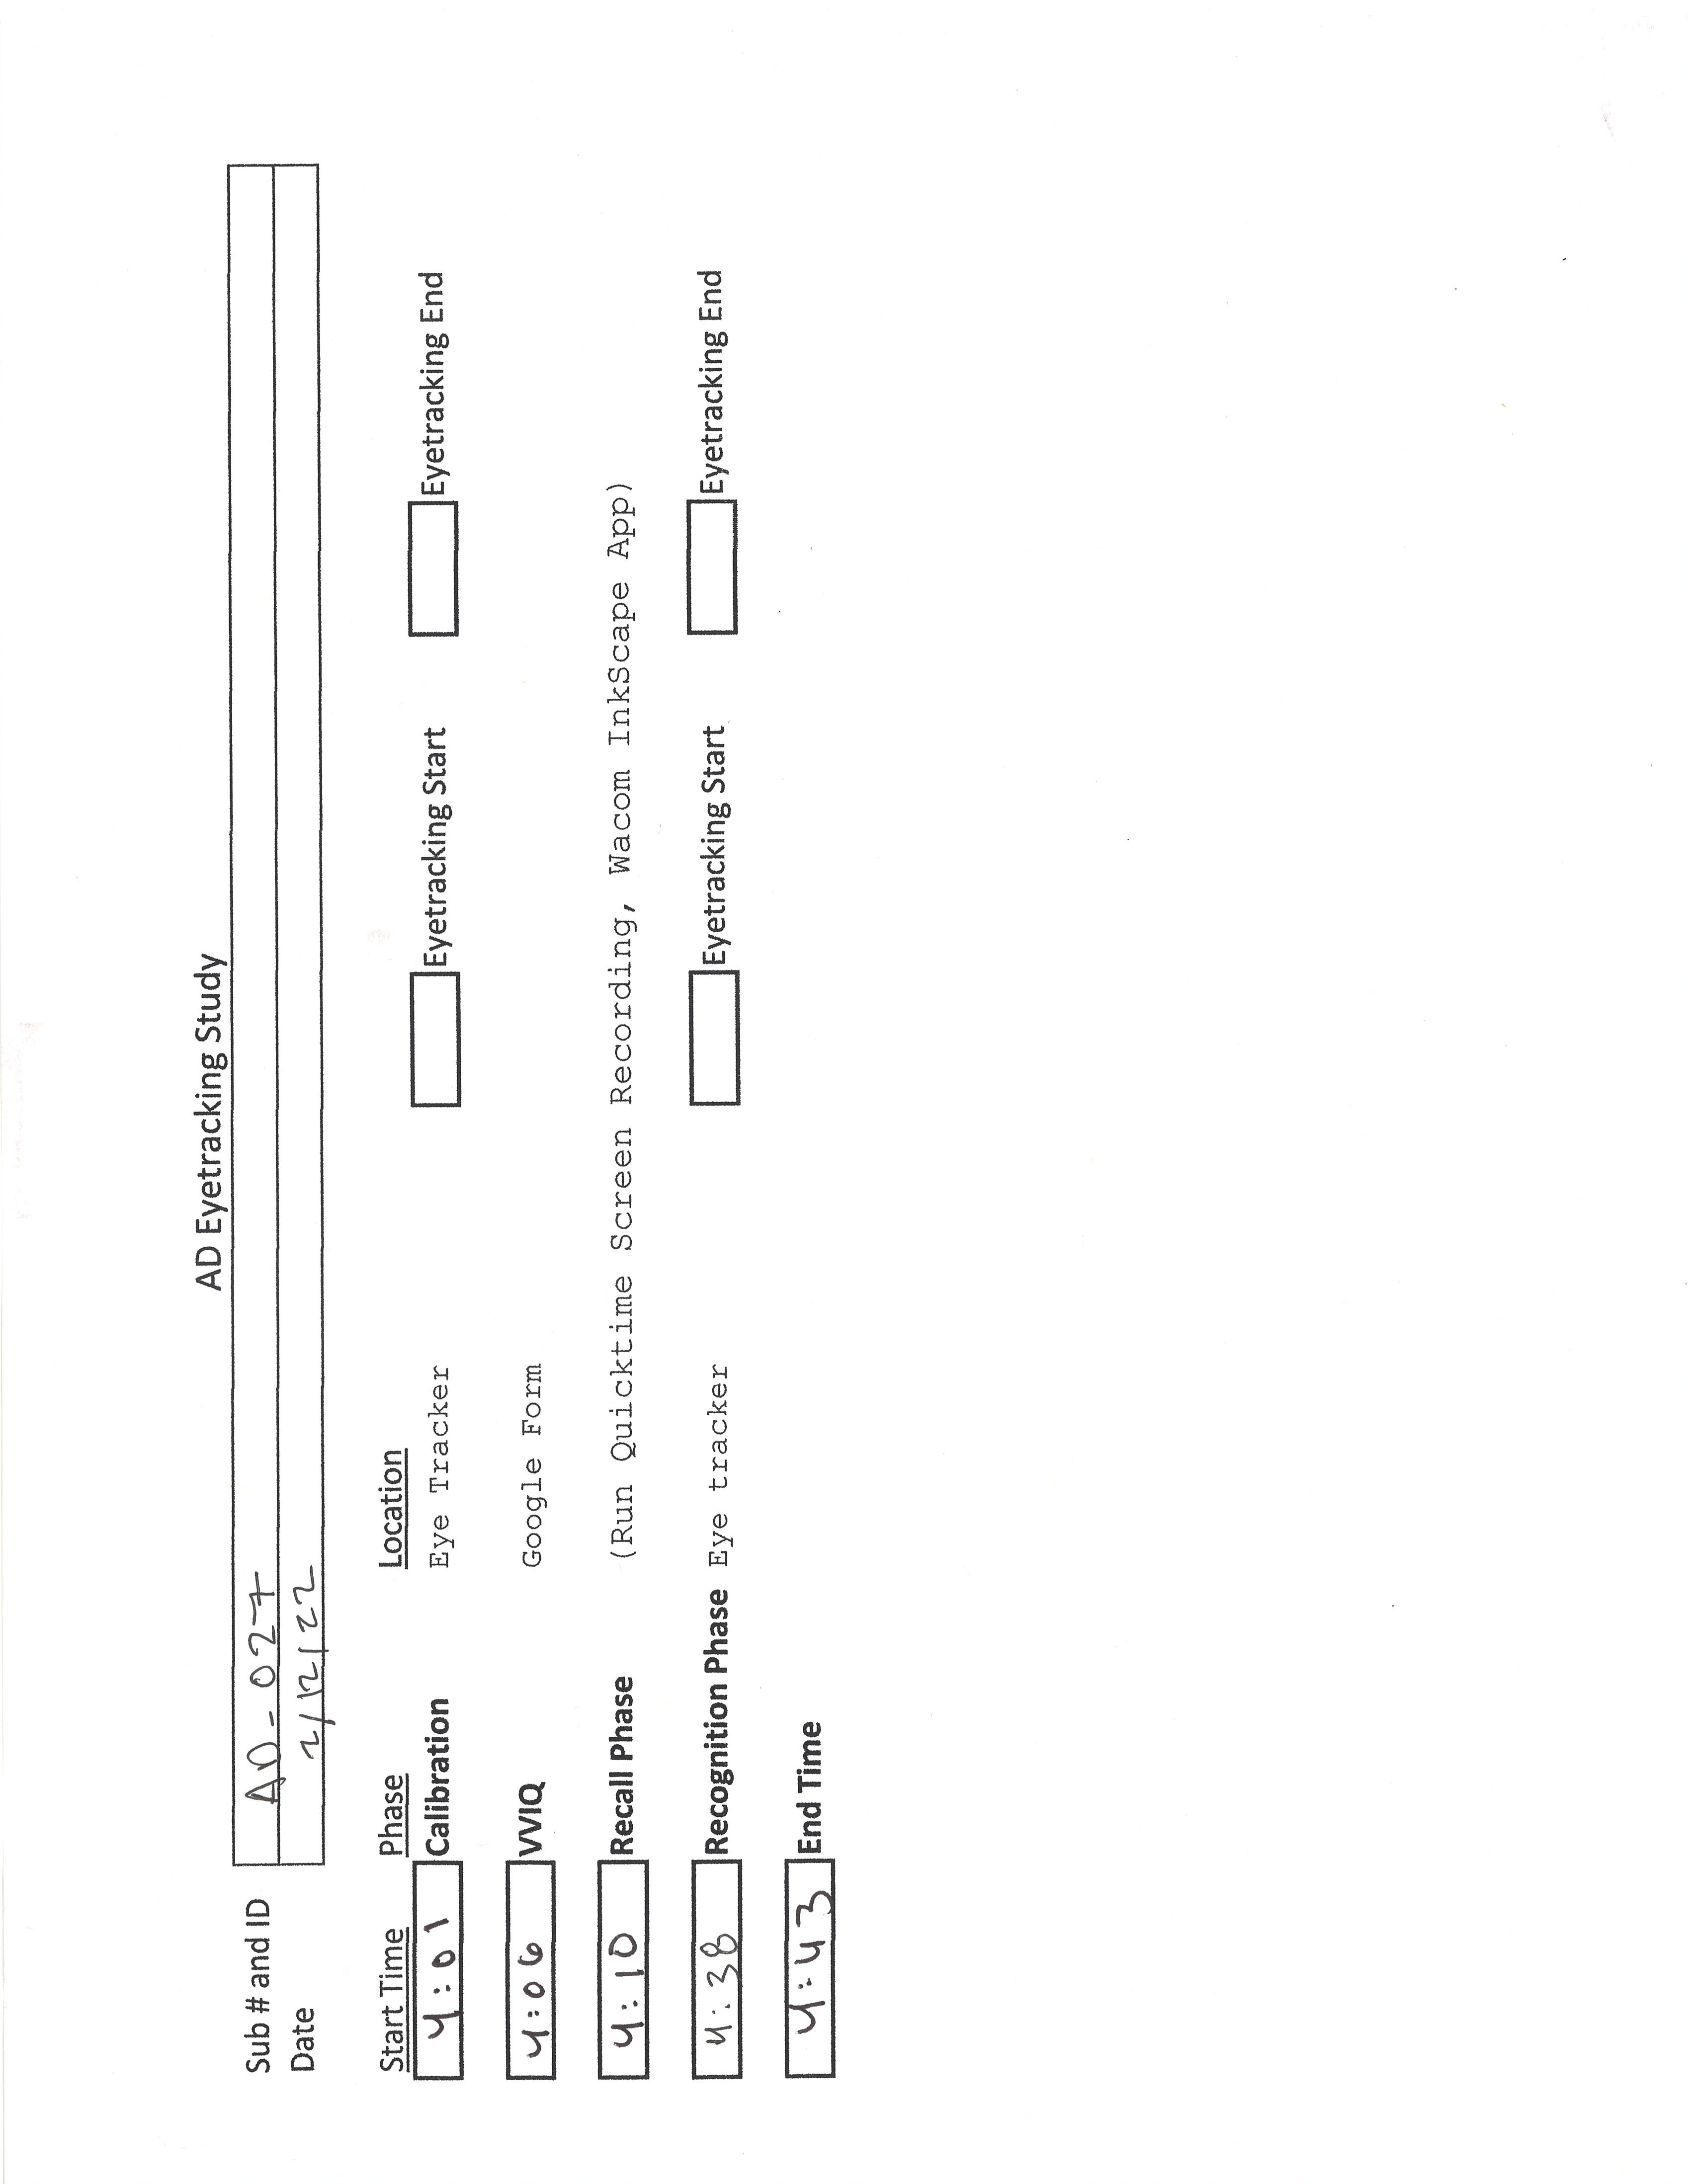 AD Eyetracking Study
Sub # and ID AD-027
Date 2/12/22
Start Time Phase Location
4:01 Calibration Eye Tracker Eyetracking Start Eyetracking End
4:06 VVIQ Google Form
4:10 Recall Phase (Run Quicktime Screen Recording, Wacom InkScape App)
4:38 Recognition Phase Eye tracker Eyetracking Start Eyetracking End
4:43 End Time